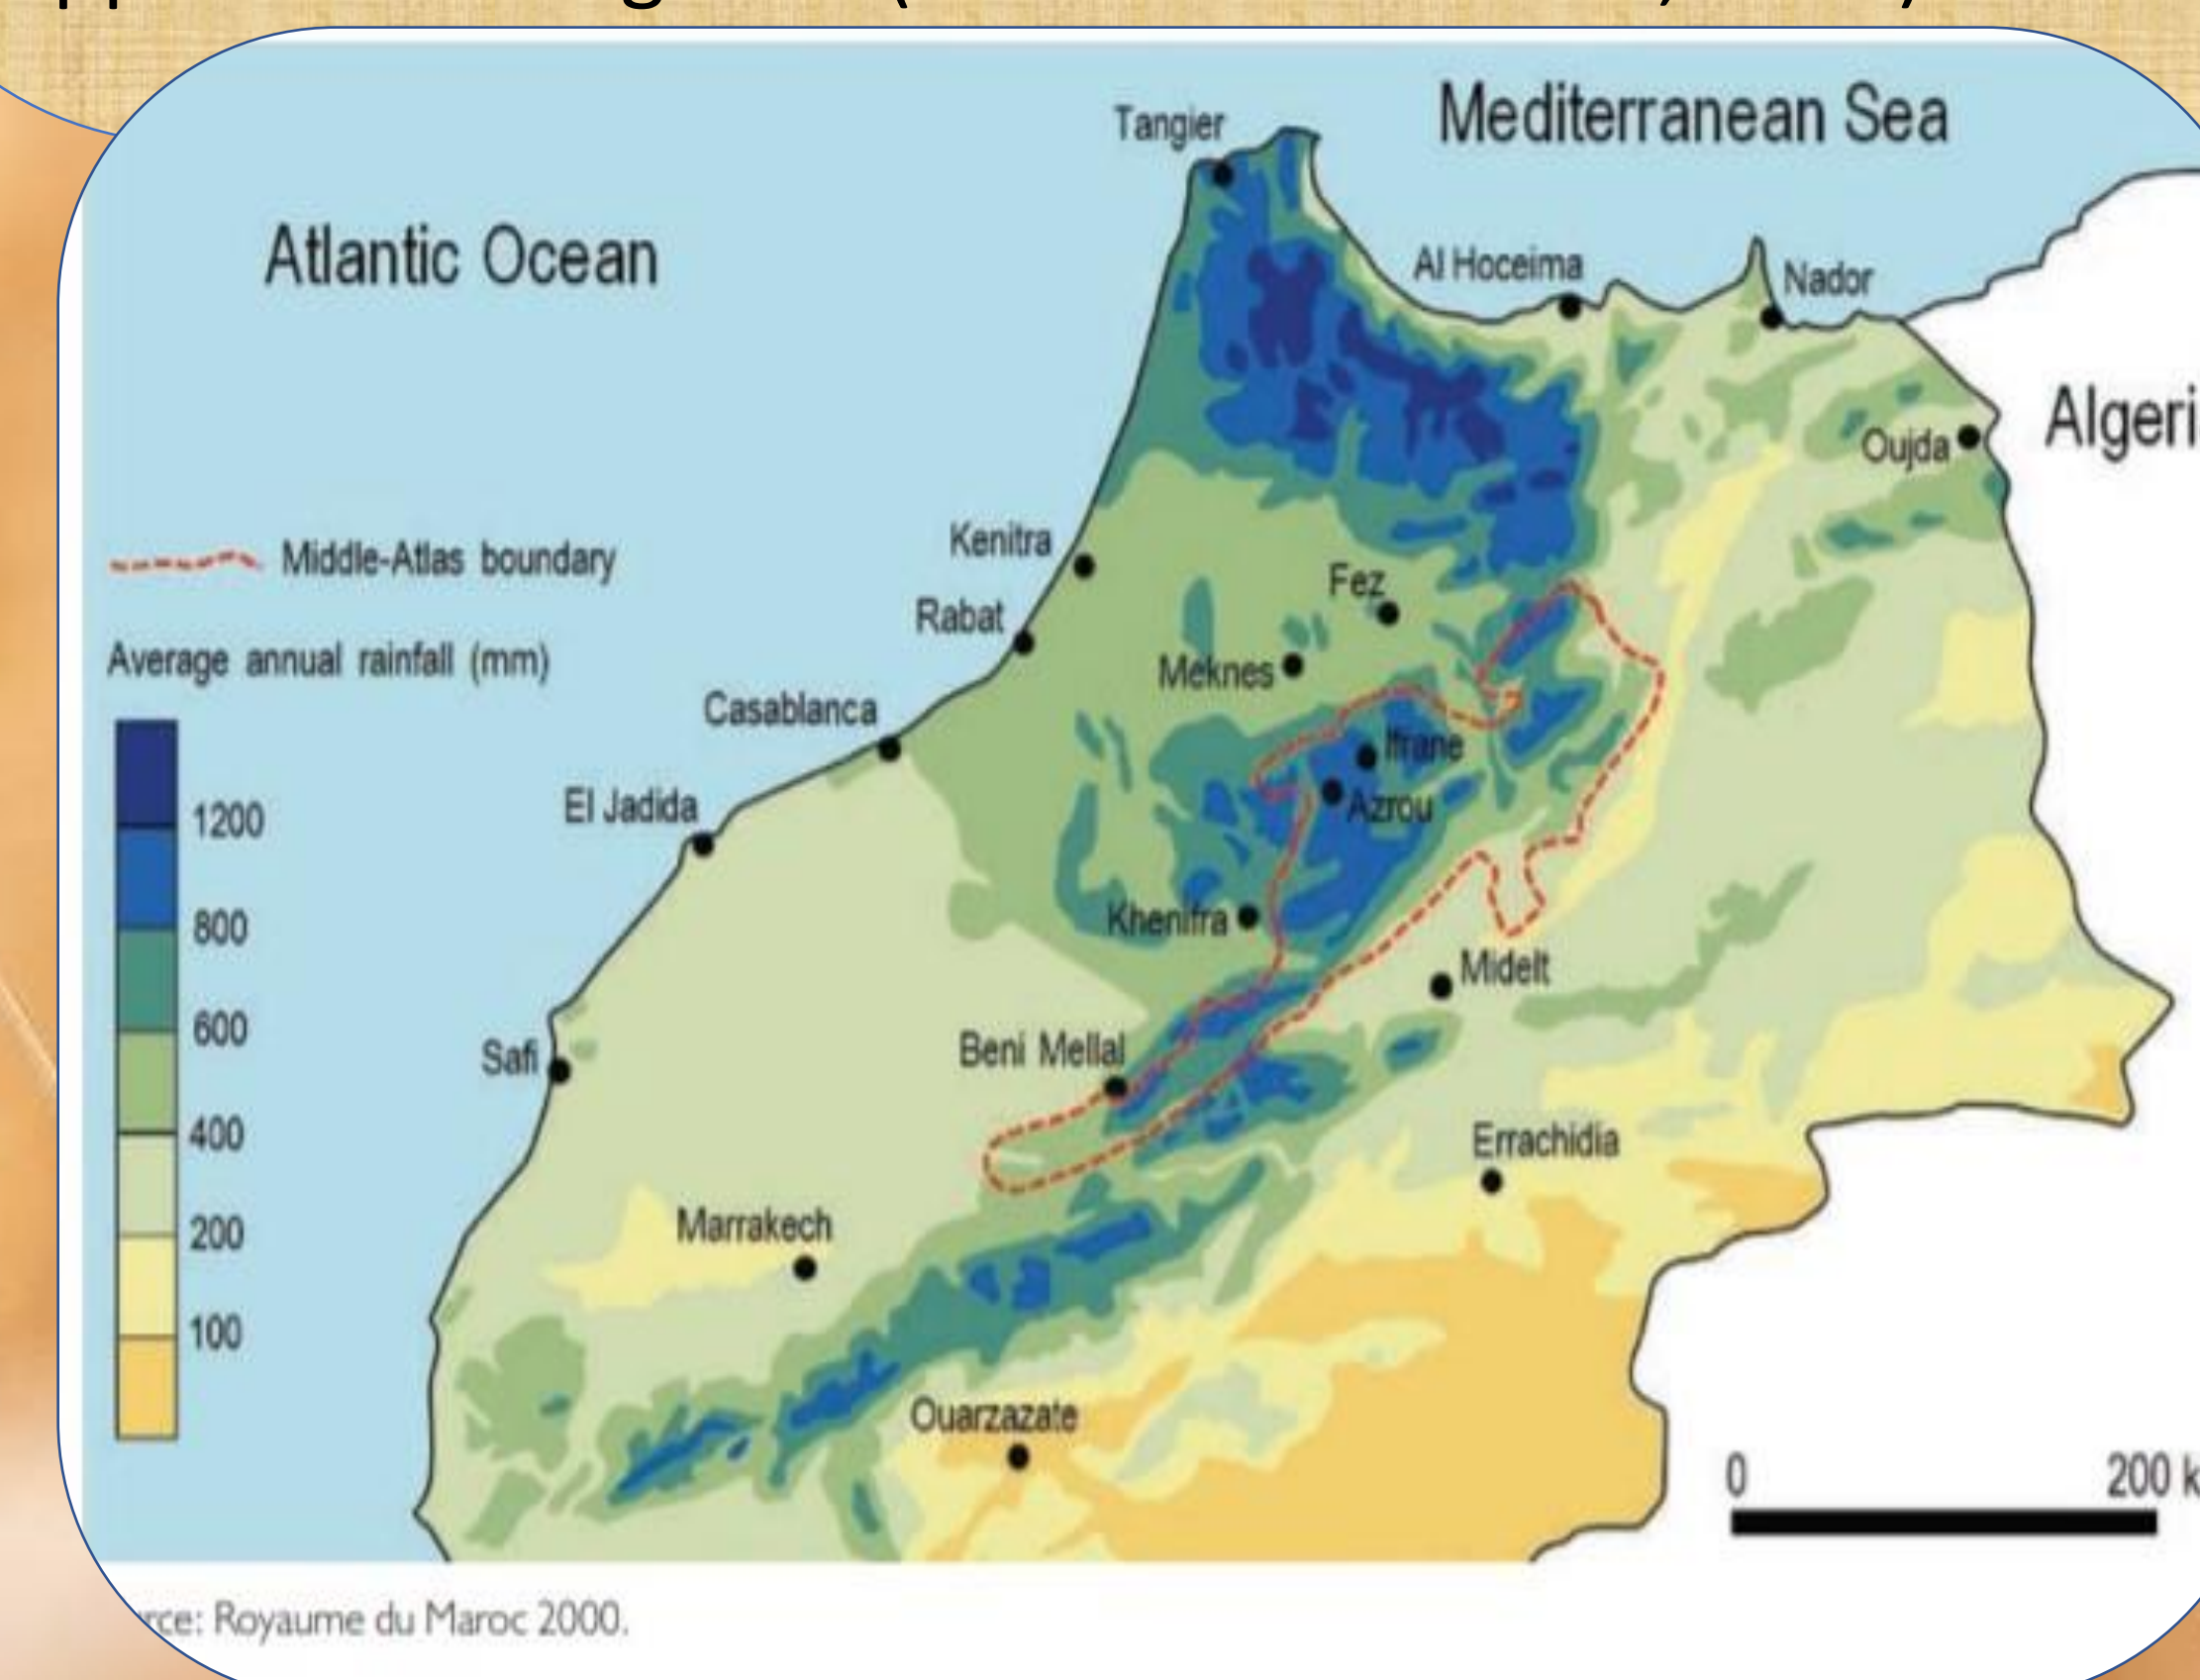 Tangier
Mediterranean Sea
Atlantic Ocean
Al Hoceima
Nador
Algeri
Oujda
Kenitra
Middle-Atlas boundary
Fez
Rabat
Average annual rainfall (mm)
Meknes
Casablanca
Ifrane
El Jadida
Azrou
1200
800
Khenifra
Midelt
600
Safi
Beni Mellal
400
Errachidia
200
Marrakech
100
Ouarzazate
0
200 k
rce: Royaume du Maroc 2000.